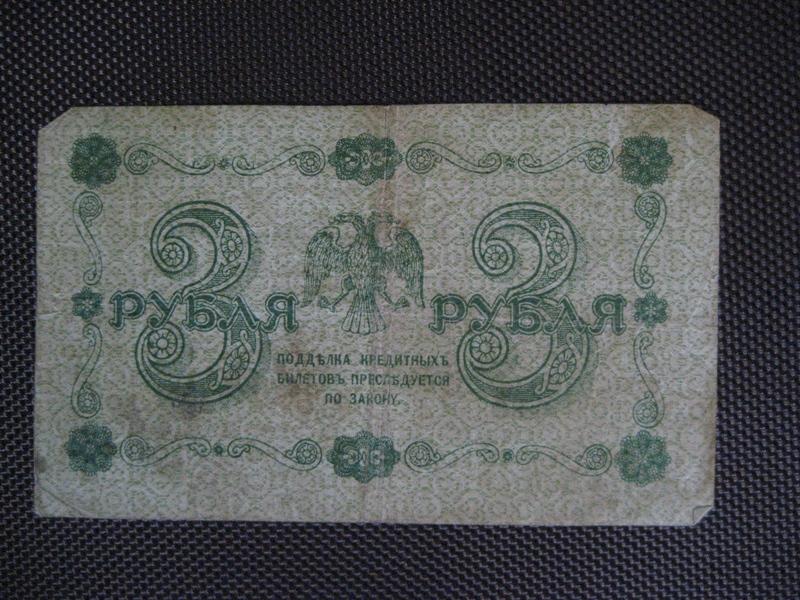 3 3
РУБЛЯ РУБЛЯ
ПОДДѢЛКА КРЕДИТНЫХЪ
БИЛЕТОВЪ ПРЕСЛѢДУЕТСЯ
ПО ЗАКОНУ.